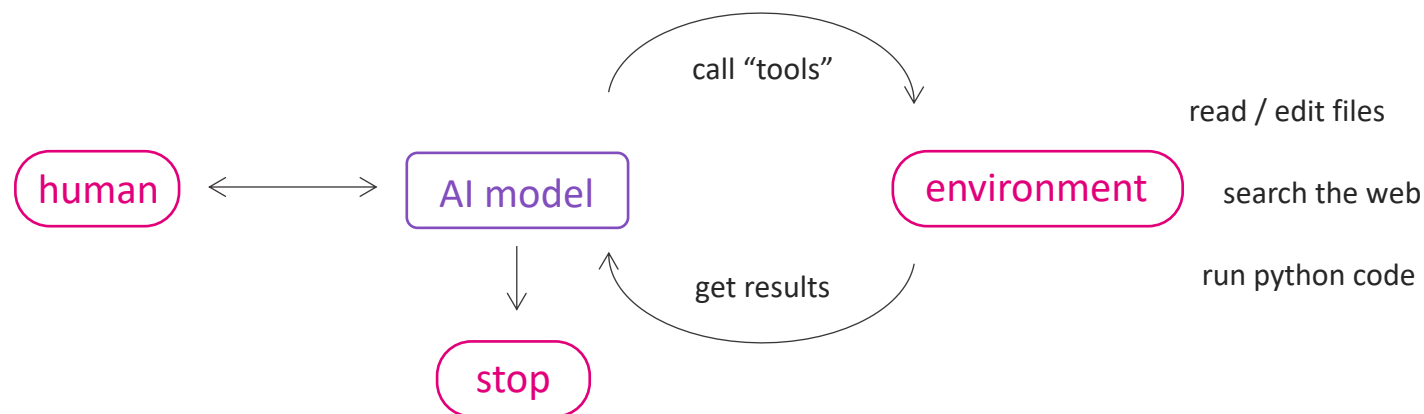 call “tools”
read / edit files
human
AI model
environment
search the web
get results
run python code
stop